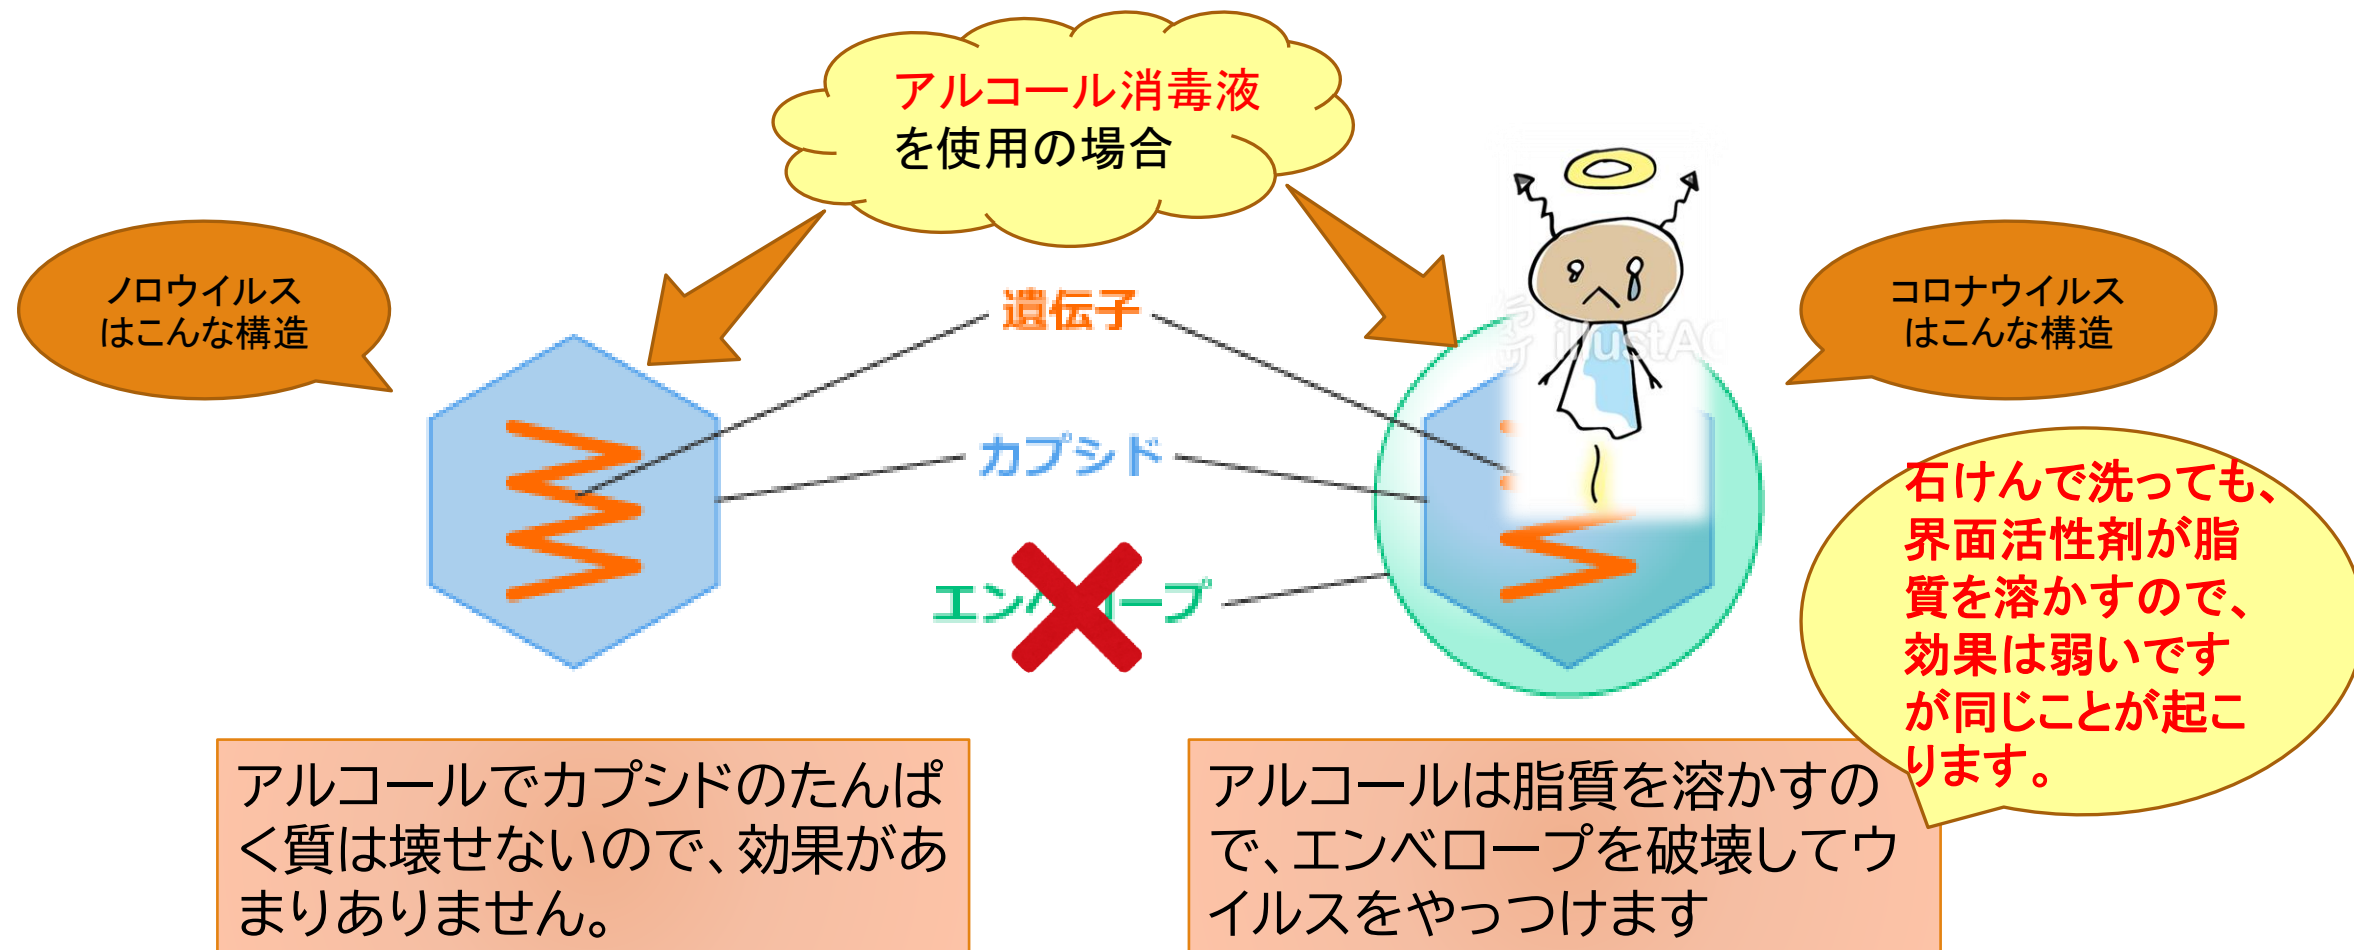 アルコール消毒液
を使用の場合
ノロウイルス
はこんな構造
遺伝子
コロナウイルス
はこんな構造
illustAC
カプシド
石けんで洗っても、
界面活性剤が脂
質を溶かすので、
効果は弱いです
が同じことが起こ
ります。
エンベロープ
アルコールでカプシドのたんぱ
く質は壊せないので、効果があ
まりありません。
アルコールは脂質を溶かすの
で、エンベロープを破壊してウ
イルスをやっつけます